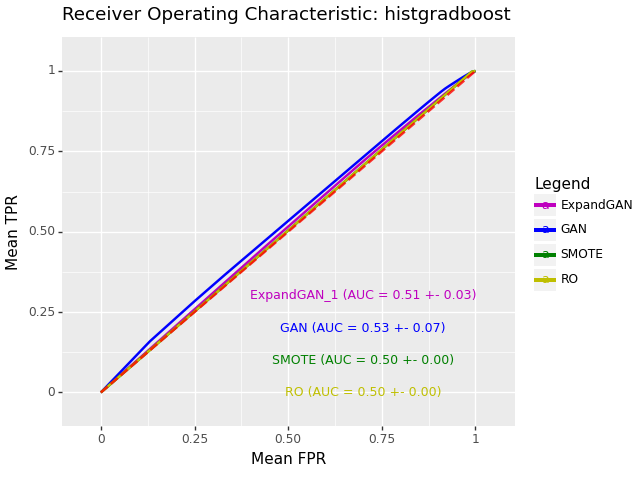 Receiver Operating Characteristic: histgradboost
1
0.75
0.50
0.25
0
Mean TPR
ExpandGAN_1 (AUC = 0.51 +- 0.03)
GAN (AUC = 0.53 +- 0.07)
SMOTE (AUC = 0.50 +- 0.00)
RO (AUC = 0.50 +- 0.00)
0 0.25 0.50 0.75 1
Mean FPR
Legend
a ExpandGAN
a GAN
a SMOTE
a RO